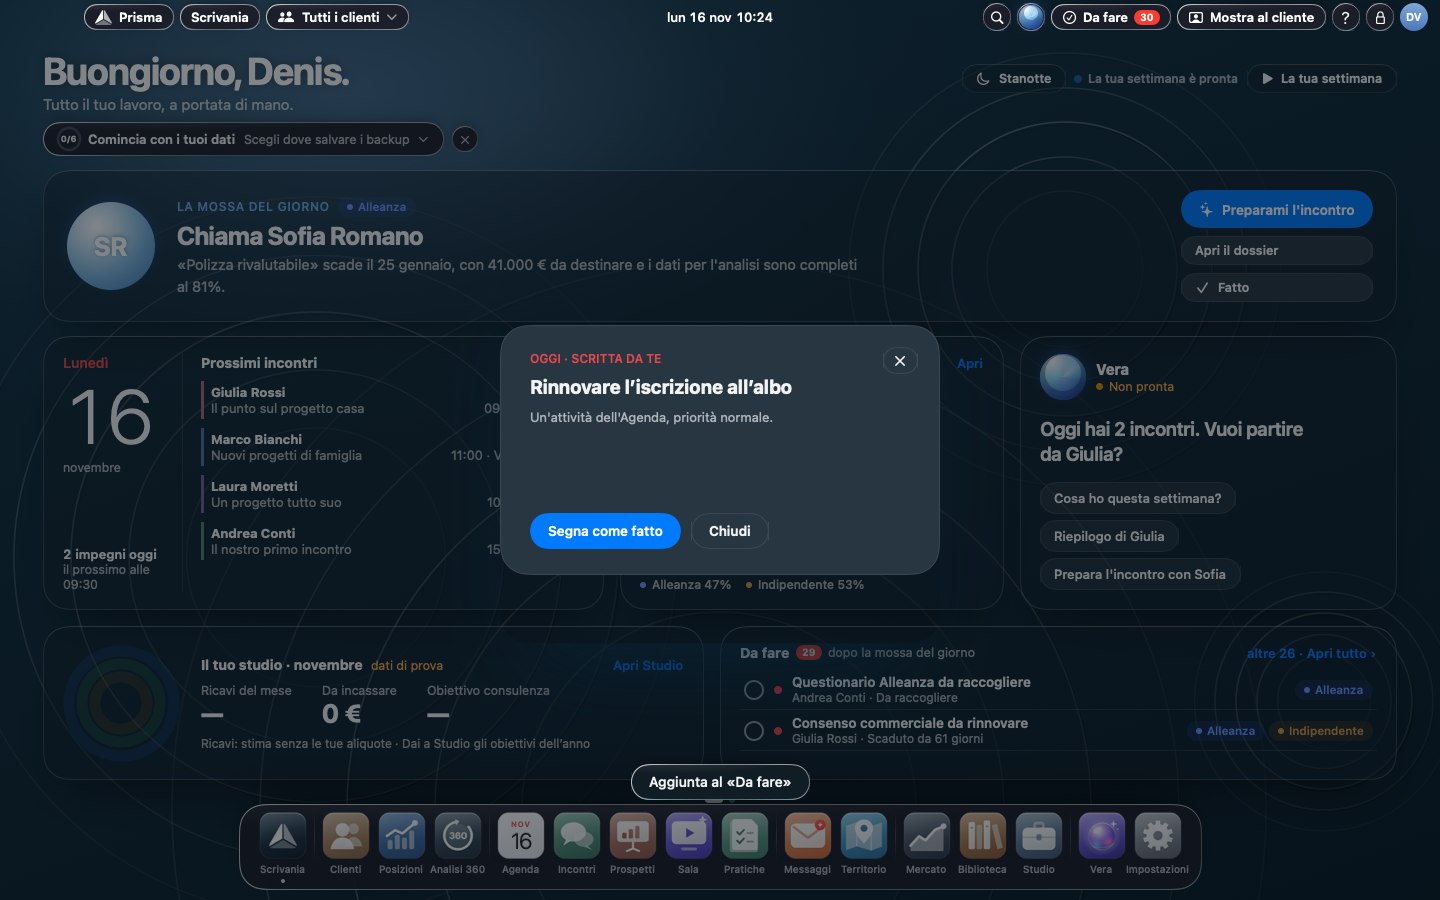 Prisma
Scrivania
Tutti i clienti
lun 16 nov 10:24
Da fare 30
Mostra al cliente
?
DV
Buongiorno, Denis.
Tutto il tuo lavoro, a portata di mano.
Stanotte
La tua settimana è pronta
La tua settimana
0/6 Comincia con i tuoi dati Scegli dove salvare i backup
SR
LA MOSSA DEL GIORNO
Alleanza
Chiama Sofia Romano
«Polizza rivalutabile» scade il 25 gennaio, con 41.000 € da destinare e i dati per l'analisi sono completi
al 81%.
Preparami l'incontro
Apri il dossier
Fatto
Lunedì
16
novembre
2 impegni oggi
il prossimo alle
09:30
Prossimi incontri
Giulia Rossi
Il punto sul progetto casa
09
Marco Bianchi
Nuovi progetti di famiglia
11:00 · V
Laura Moretti
Un progetto tutto suo
10
Andrea Conti
Il nostro primo incontro
15
OGGI · SCRITTA DA TE
Rinnovare l’iscrizione all’albo
Un'attività dell'Agenda, priorità normale.
Segna come fatto
Chiudi
Apri
Alleanza 47%
Indipendente 53%
Vera
Non pronta
Oggi hai 2 incontri. Vuoi partire
da Giulia?
Cosa ho questa settimana?
Riepilogo di Giulia
Prepara l'incontro con Sofia
Il tuo studio · novembre dati di prova
Apri Studio
Ricavi del mese
—
Da incassare
0 €
Obiettivo consulenza
—
Ricavi: stima senza le tue aliquote · Dai a Studio gli obiettivi dell’anno
Da fare 29 dopo la mossa del giorno
altre 26 · Apri tutto ›
Questionario Alleanza da raccogliere
Andrea Conti · Da raccogliere
Alleanza
Consenso commerciale da rinnovare
Giulia Rossi · Scaduto da 61 giorni
Alleanza
Indipendente
Aggiunta al «Da fare»
360
NOV
16
Scrivania
Clienti
Posizioni
Analisi 360
Agenda
Incontri
Prospetti
Sala
Pratiche
Messaggi
Territorio
Mercato
Biblioteca
Studio
Vera
Impostazioni